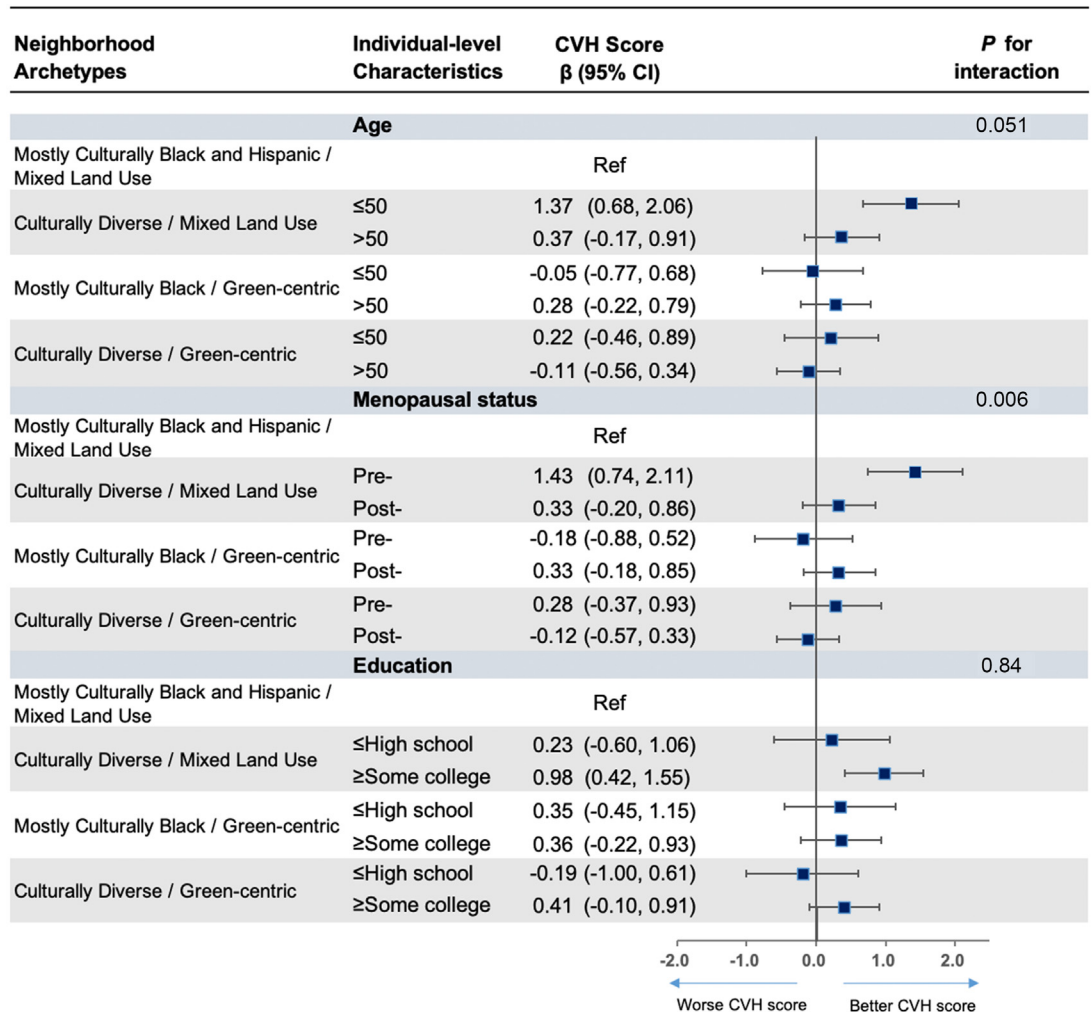 Neighborhood Archetypes
Individual-level Characteristics
CVH Score β (95% CI)
P for interaction
Age 0.051
Mostly Culturally Black and Hispanic /
Mixed Land Use
Ref
Culturally Diverse / Mixed Land Use
≤50 1.37 (0.68, 2.06)
>50 0.37 (-0.17, 0.91)
Mostly Culturally Black / Green-centric
≤50 -0.05 (-0.77, 0.68)
>50 0.28 (-0.22, 0.79)
Culturally Diverse / Green-centric
≤50 0.22 (-0.46, 0.89)
>50 -0.11 (-0.56, 0.34)
Menopausal status 0.006
Mostly Culturally Black and Hispanic /
Mixed Land Use
Ref
Culturally Diverse / Mixed Land Use
Pre- 1.43 (0.74, 2.11)
Post- 0.33 (-0.20, 0.86)
Mostly Culturally Black / Green-centric
Pre- -0.18 (-0.88, 0.52)
Post- 0.33 (-0.18, 0.85)
Culturally Diverse / Green-centric
Pre- 0.28 (-0.37, 0.93)
Post- -0.12 (-0.57, 0.33)
Education 0.84
Mostly Culturally Black and Hispanic /
Mixed Land Use
Ref
Culturally Diverse / Mixed Land Use
≤High school 0.23 (-0.60, 1.06)
≥Some college 0.98 (0.42, 1.55)
Mostly Culturally Black / Green-centric
≤High school 0.35 (-0.45, 1.15)
≥Some college 0.36 (-0.22, 0.93)
Culturally Diverse / Green-centric
≤High school -0.19 (-1.00, 0.61)
≥Some college 0.41 (-0.10, 0.91)
-2.0 -1.0 0.0 1.0 2.0
Worse CVH score Better CVH score